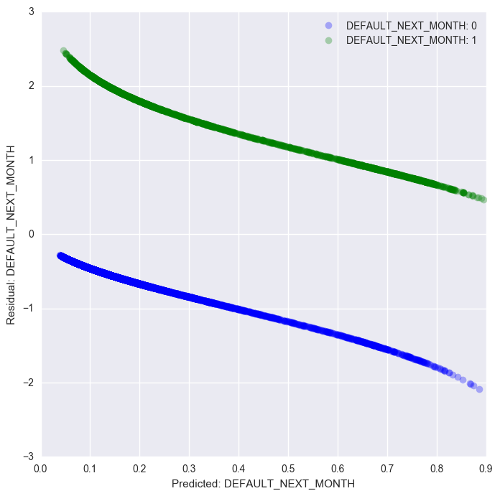 3
DEFAULT_NEXT_MONTH: 0
DEFAULT_NEXT_MONTH: 1
2
1
0
−1
−2
−3
Residual: DEFAULT_NEXT_MONTH
0.0 0.1 0.2 0.3 0.4 0.5 0.6 0.7 0.8 0.9
Predicted: DEFAULT_NEXT_MONTH